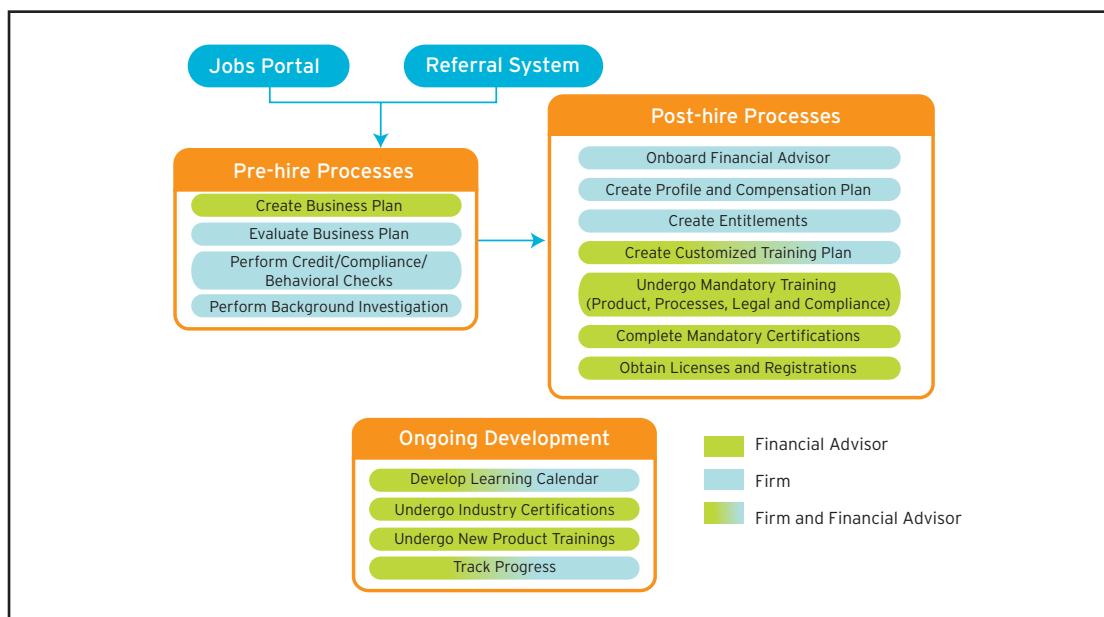 Jobs Portal
Referral System
Pre-hire Processes
Create Business Plan
Evaluate Business Plan
Perform Credit/Compliance/
Behavioral Checks
Perform Background Investigation
Post-hire Processes
Onboard Financial Advisor
Create Profile and Compensation Plan
Create Entitlements
Create Customized Training Plan
Undergo Mandatory Training
(Product, Processes, Legal and Compliance)
Complete Mandatory Certifications
Obtain Licenses and Registrations
Ongoing Development
Develop Learning Calendar
Undergo Industry Certifications
Undergo New Product Trainings
Track Progress
Financial Advisor
Firm
Firm and Financial Advisor